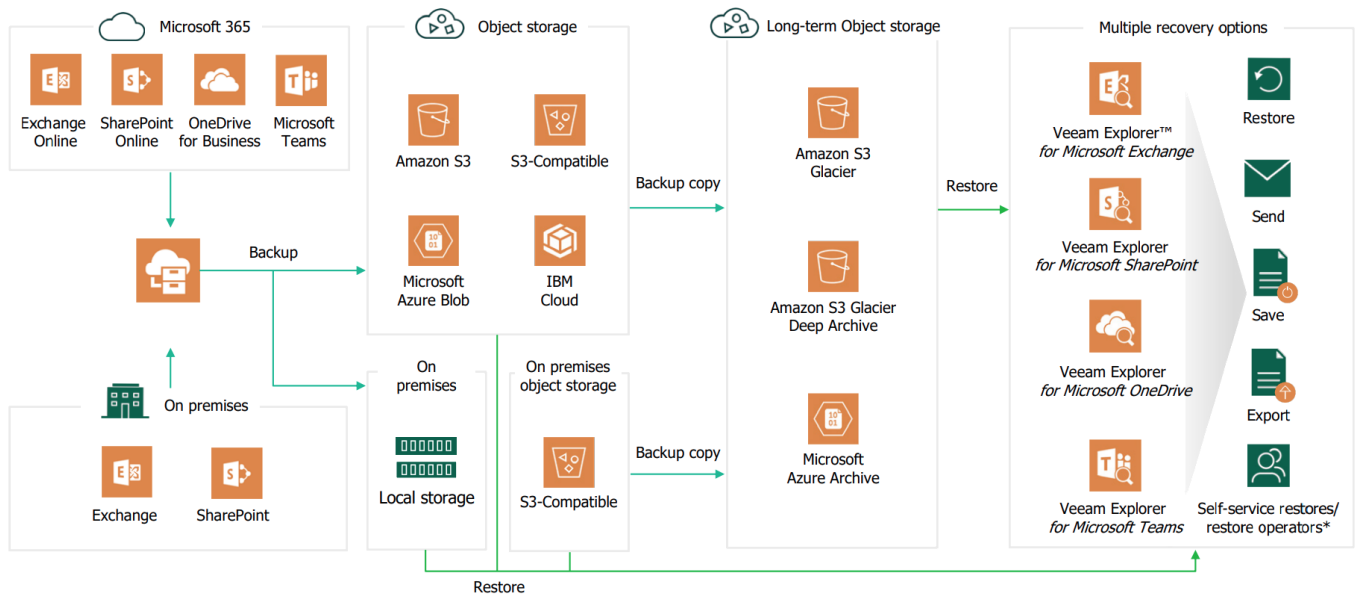 Microsoft 365
Exchange
Online
SharePoint
Online
OneDrive
for Business
Microsoft
Teams
Backup
On premises
Exchange
SharePoint
Object storage
Amazon S3
S3-Compatible
Microsoft
Azure Blob
IBM
Cloud
On
premises
Local storage
On premises
object storage
S3-Compatible
Backup copy
Backup copy
Long-term Object storage
Amazon S3
Glacier
Amazon S3 Glacier
Deep Archive
Microsoft
Azure Archive
Restore
Restore
Multiple recovery options
Veeam Explorer™
for Microsoft Exchange
Veeam Explorer
for Microsoft SharePoint
Veeam Explorer
for Microsoft OneDrive
Veeam Explorer
for Microsoft Teams
Restore
Send
Save
Export
Self-service restores/
restore operators*